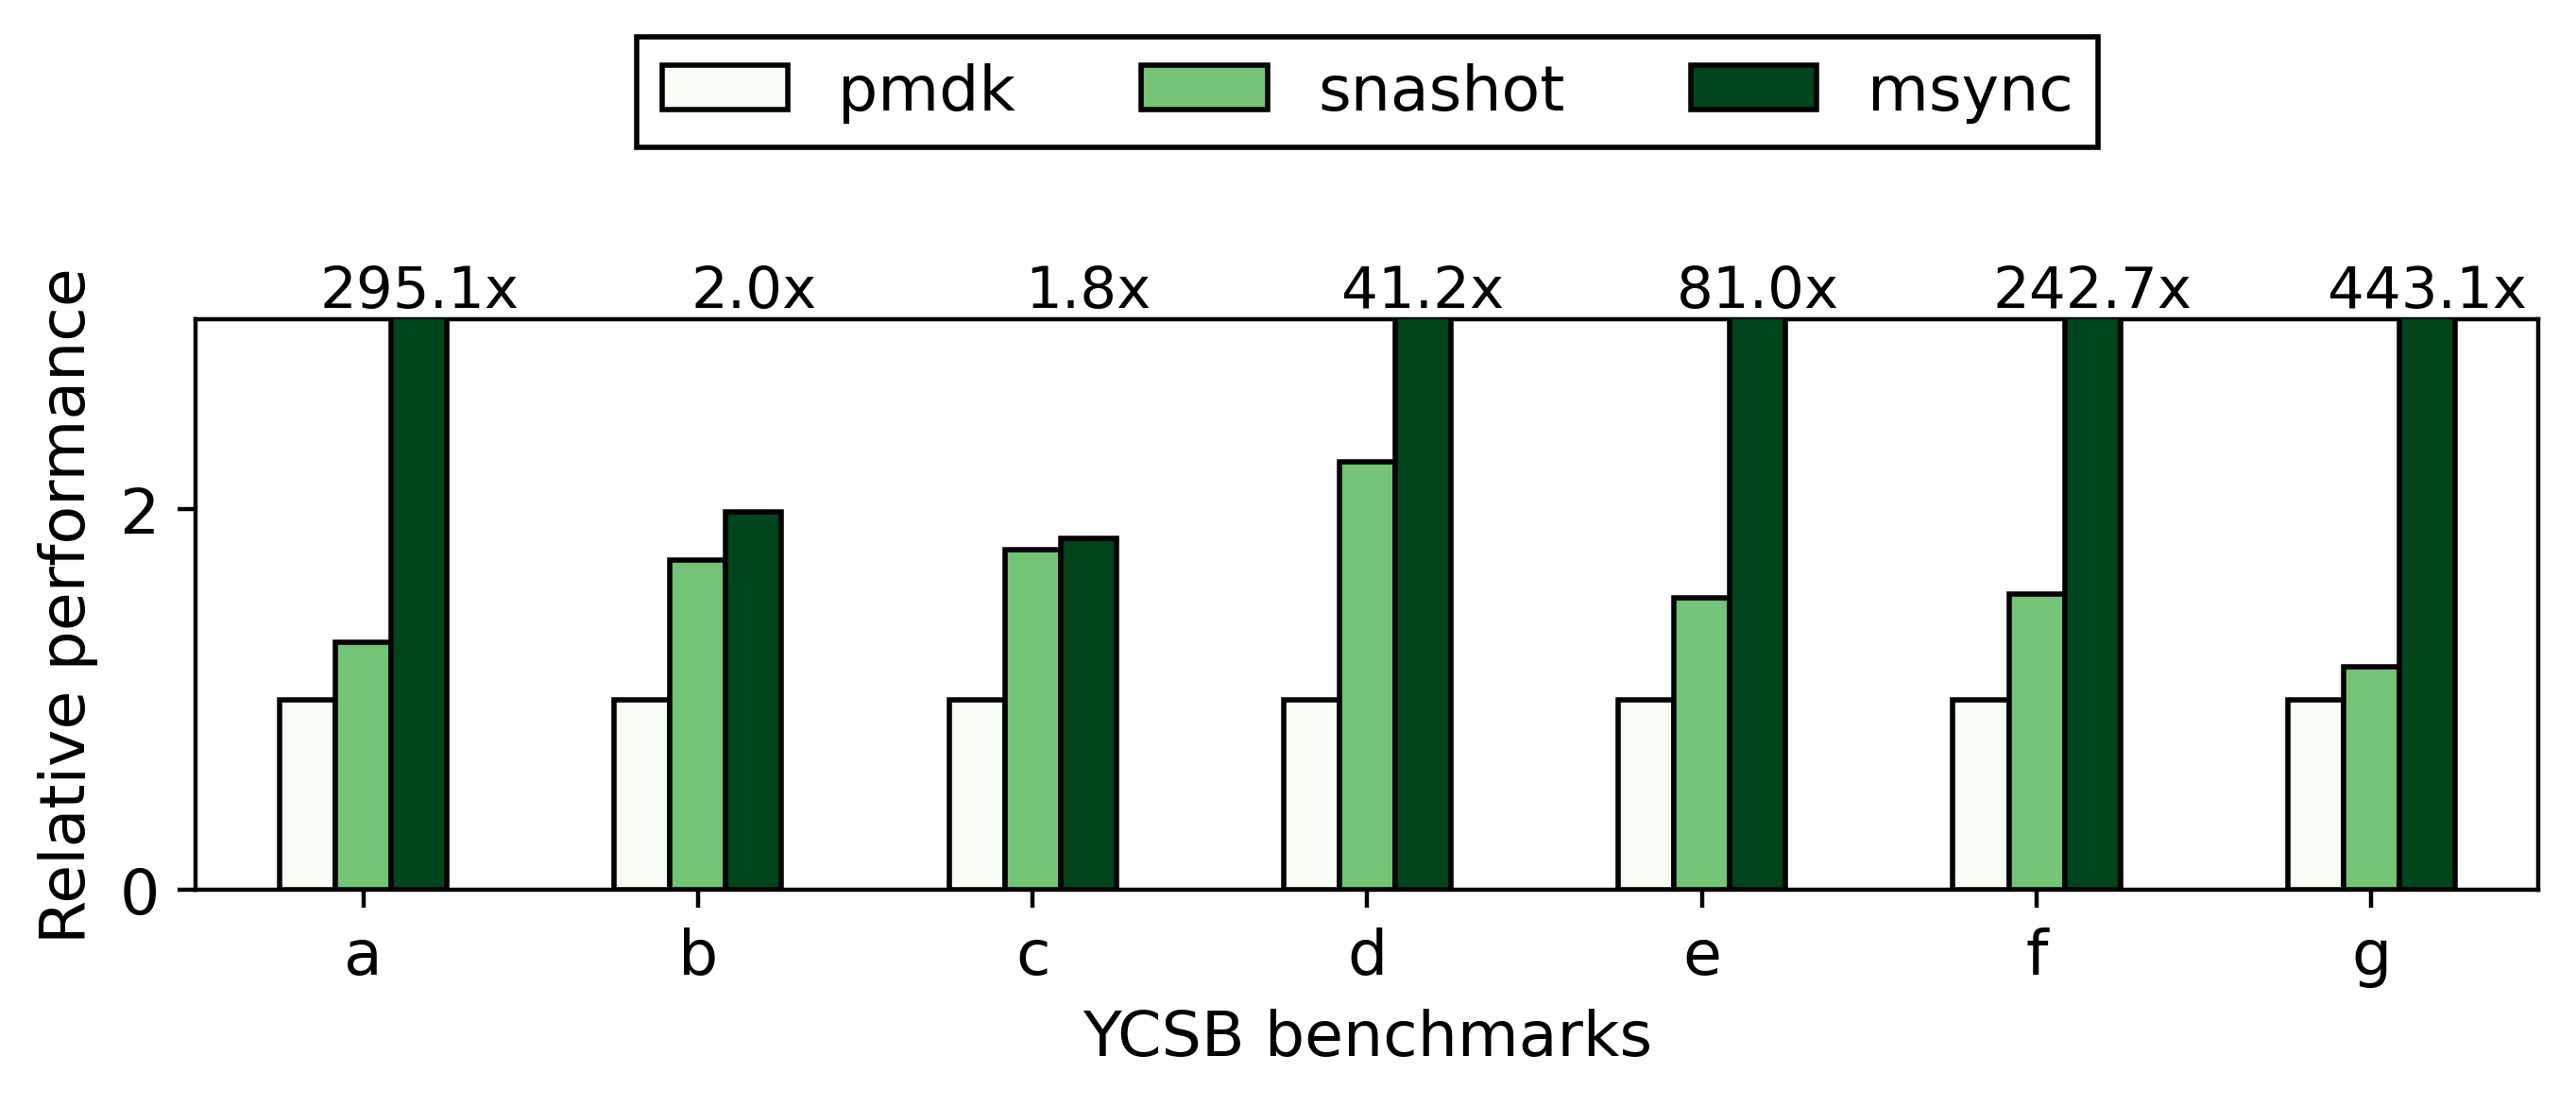 pmdk snashot msync
295.1x 2.0x 1.8x 41.2x 81.0x 242.7x 443.1x
Relative performance
2
0
a b c d e f g
YCSB benchmarks